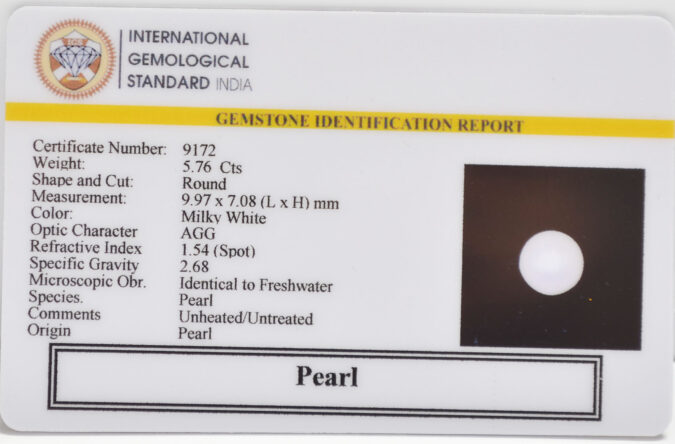 INTERNATIONAL
GEMOLOGICAL
STANDARD INDIA
GEMSTONE IDENTIFICATION REPORT
Certificate Number: 9172
Weight: 5.76 Cts
Shape and Cut: Round
Measurement: 9.97 x 7.08 (L x H) mm
Color: Milky White
Optic Character AGG
Refractive Index 1.54 (Spot)
Specific Gravity 2.68
Microscopic Obr. Identical to Freshwater
Species. Pearl
Comments Unheated/Untreated
Origin Pearl
Pearl